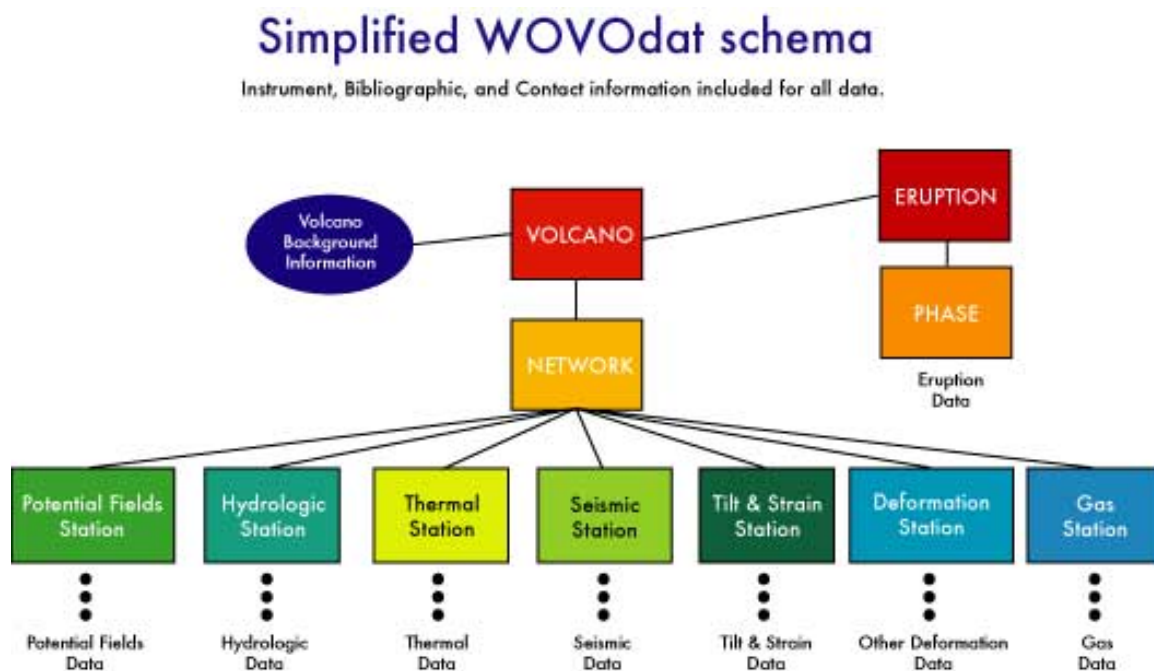 Simplified WOVOdat schema
Instrument, Bibliographic, and Contact information included for all data.
Volcano
Background
Information
VOLCANO
ERUPTION
PHASE
Eruption
Data
NETWORK
Potential Fields
Station
Hydrologic
Station
Thermal
Station
Seismic
Station
Tilt & Strain
Station
Deformation
Station
Gas
Station
Potential Fields
Data
Hydrologic
Data
Thermal
Data
Seismic
Data
Tilt & Strain
Data
Other Deformation
Data
Gas
Data